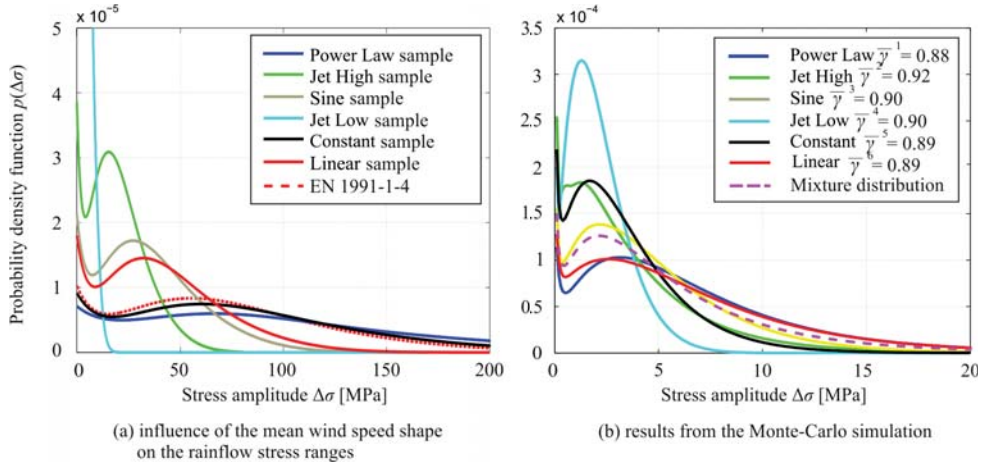 x 10⁻⁵
5
4
3
2
1
0
0 50 100 150 200
Probability density function p(Δσ)
Stress amplitude Δσ [MPa]
Power Law sample
Jet High sample
Sine sample
Jet Low sample
Constant sample
Linear sample
EN 1991-1-4
(a) influence of the mean wind speed shape
on the rainflow stress ranges
x 10⁻⁴
3.5
3
2.5
2
1.5
1
0.5
0
0 5 10 15 20
Stress amplitude Δσ [MPa]
Power Law γ̅¹ = 0.88
Jet High γ̅² = 0.92
Sine γ̅³ = 0.90
Jet Low γ̅⁴ = 0.90
Constant γ̅⁵ = 0.89
Linear γ̅⁶ = 0.89
Mixture distribution
(b) results from the Monte-Carlo simulation